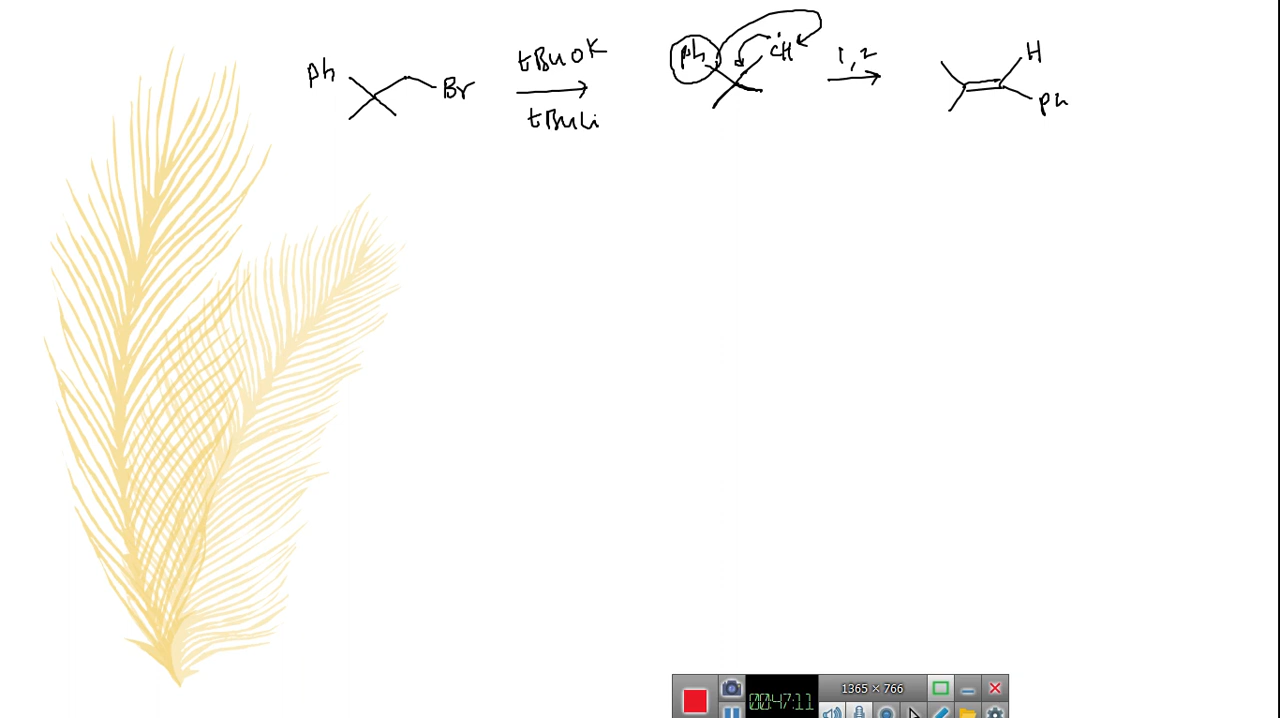 Ph
Br
tBuOK
tBuLi
Ph
:CH
1,2
H
Ph
00:47:11
1365 × 766